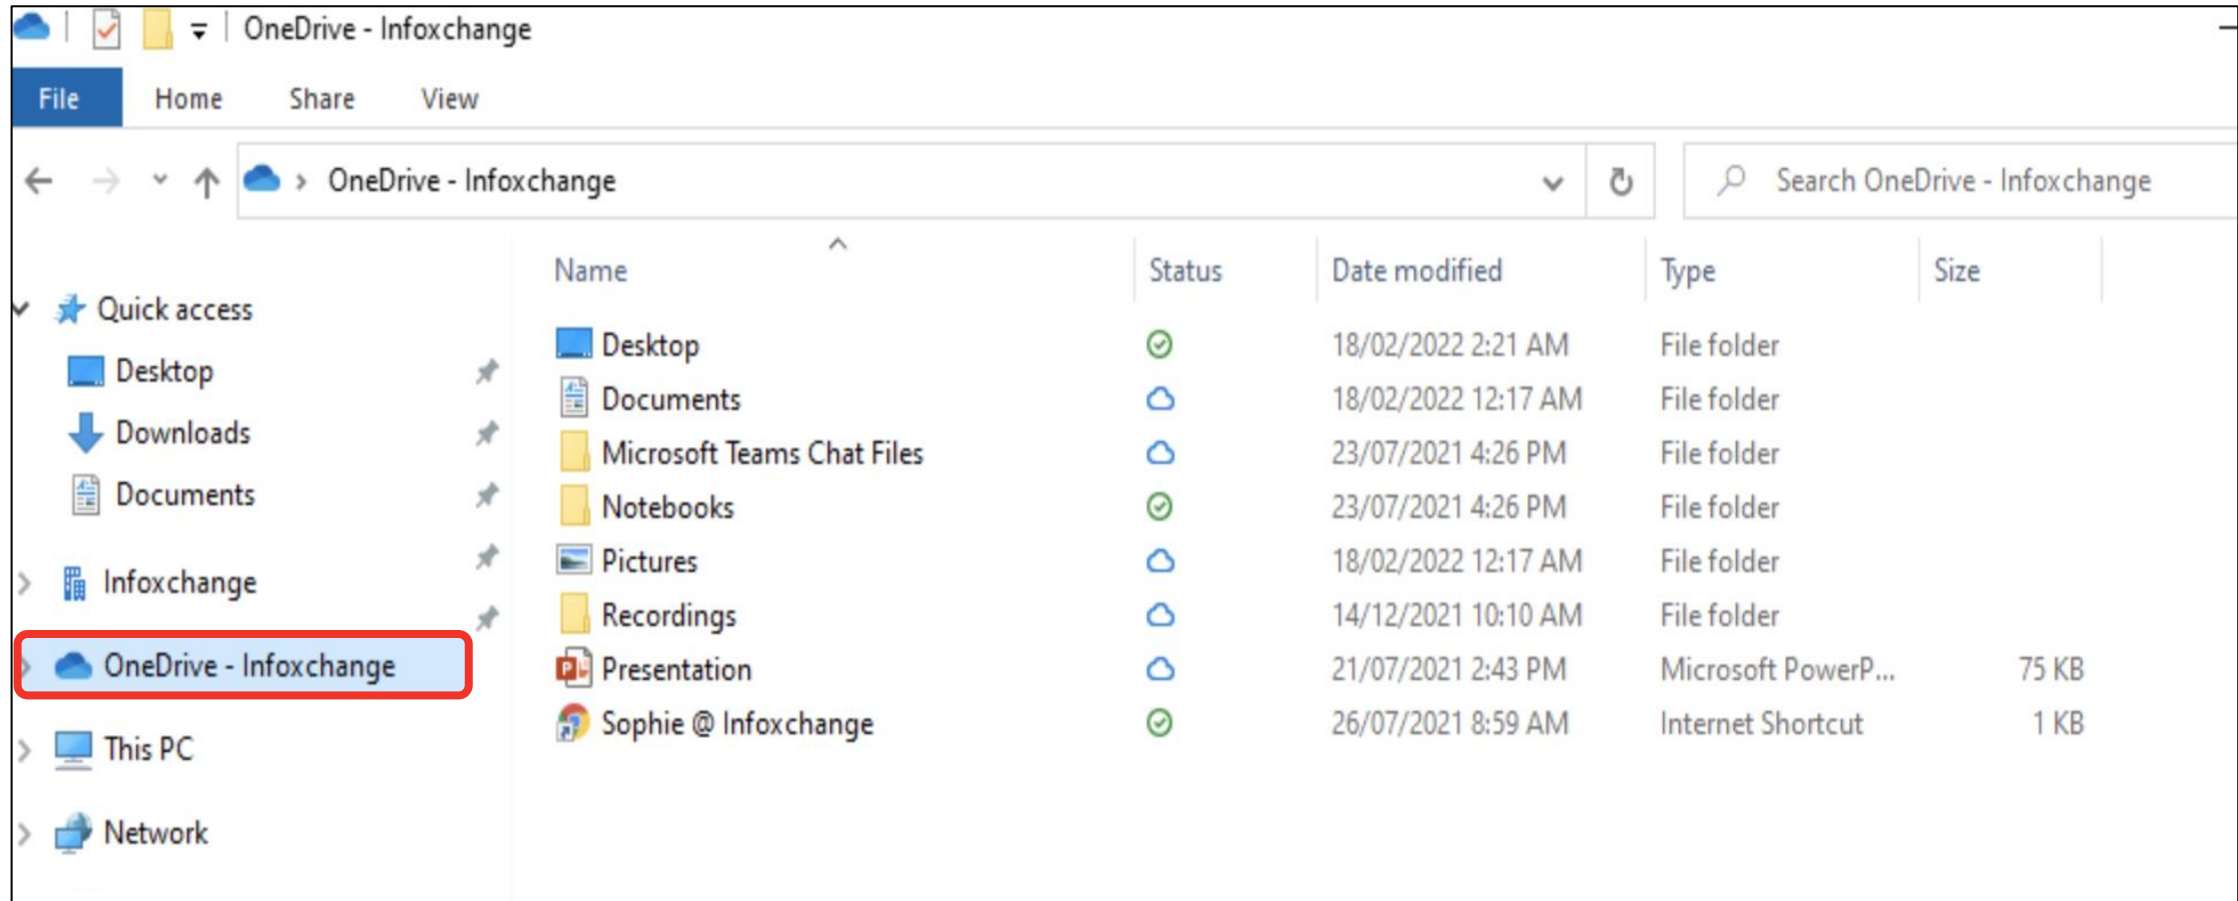 OneDrive - Infoxchange
File Home Share View
OneDrive - Infoxchange
Search OneDrive - Infoxchange
Quick access
Desktop
Downloads
Documents
Infoxchange
OneDrive - Infoxchange
This PC
Network
Name Status Date modified Type Size
Desktop 18/02/2022 2:21 AM File folder
Documents 18/02/2022 12:17 AM File folder
Microsoft Teams Chat Files 23/07/2021 4:26 PM File folder
Notebooks 23/07/2021 4:26 PM File folder
Pictures 18/02/2022 12:17 AM File folder
Recordings 14/12/2021 10:10 AM File folder
Presentation 21/07/2021 2:43 PM Microsoft PowerP... 75 KB
Sophie @ Infoxchange 26/07/2021 8:59 AM Internet Shortcut 1 KB